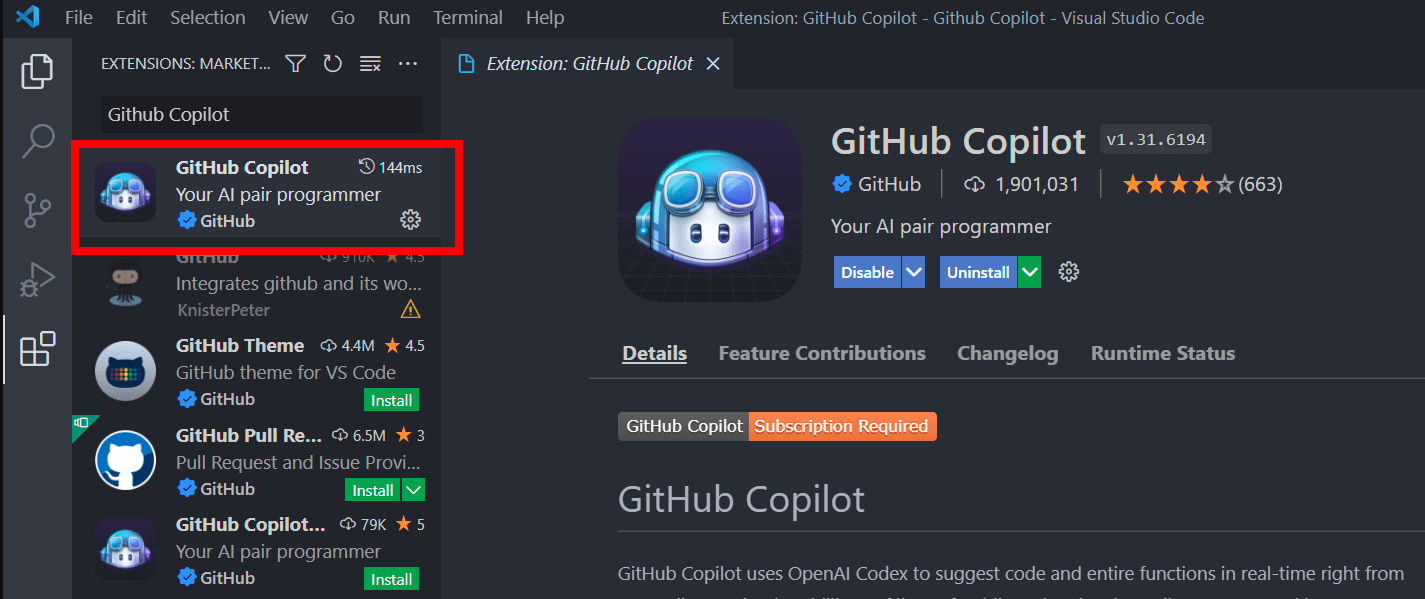 File Edit Selection View Go Run Terminal Help
Extension: GitHub Copilot - Github Copilot - Visual Studio Code
EXTENSIONS: MARKET...
Github Copilot
GitHub Copilot 144ms
Your AI pair programmer
GitHub
GitHub 910K 4.5
Integrates github and its wo...
KnisterPeter
GitHub Theme 4.4M 4.5
GitHub theme for VS Code
GitHub Install
GitHub Pull Re... 6.5M 3
Pull Request and Issue Provi...
GitHub Install
GitHub Copilot... 79K 5
Your AI pair programmer
GitHub Install
Extension: GitHub Copilot
GitHub Copilot v1.31.6194
GitHub 1,901,031 (663)
Your AI pair programmer
Disable Uninstall
Details Feature Contributions Changelog Runtime Status
GitHub Copilot Subscription Required
GitHub Copilot
GitHub Copilot uses OpenAI Codex to suggest code and entire functions in real-time right from